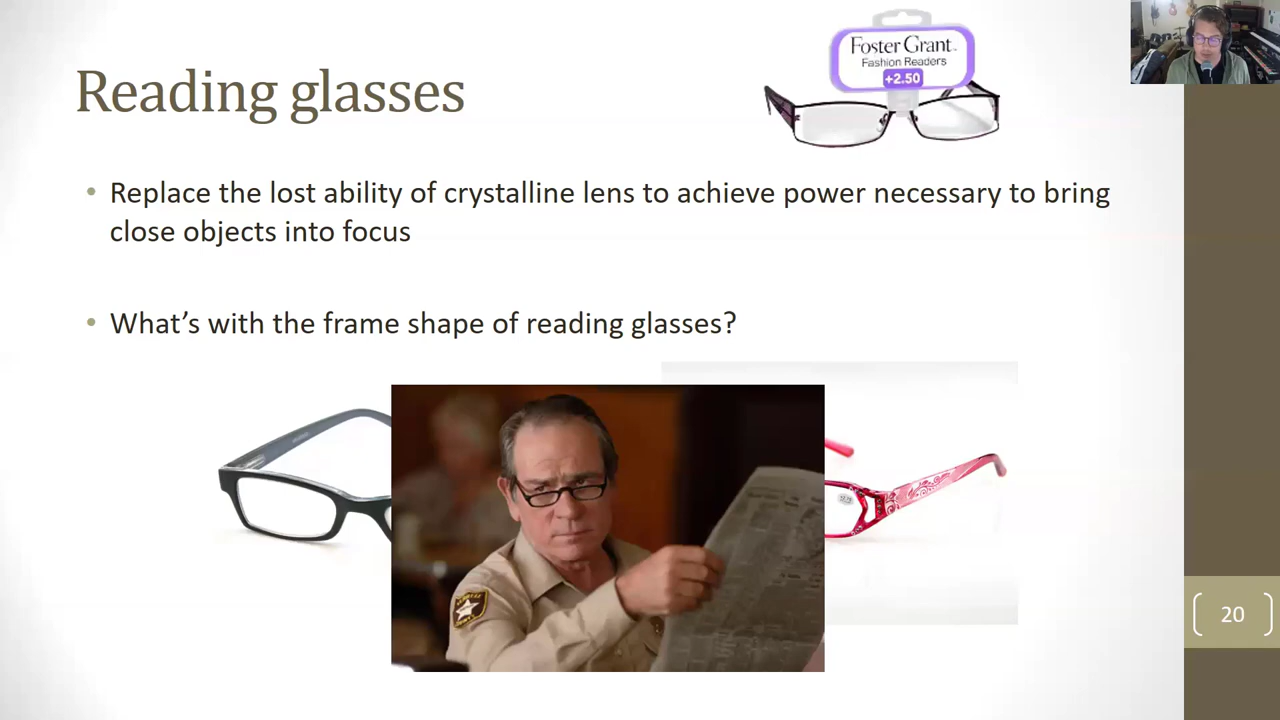 Foster Grant
Fashion Readers
+2.50
Reading glasses
• Replace the lost ability of crystalline lens to achieve power necessary to bring
close objects into focus
• What’s with the frame shape of reading glasses?
20